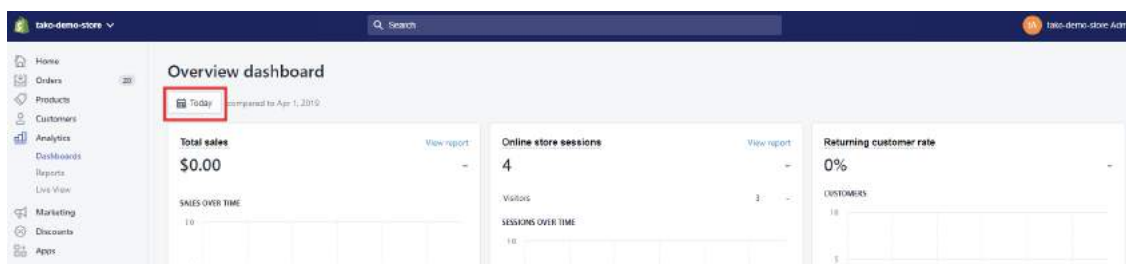 tako-demo-store
Search
tako-demo-store Adm
Home
Orders 20
Products
Customers
Analytics
Dashboards
Reports
Live View
Marketing
Discounts
Apps
Overview dashboard
Today compared to Apr 1, 2019
Total sales View report
$0.00 -
SALES OVER TIME
10
Online store sessions View report
4 -
Visitors 3 -
SESSIONS OVER TIME
10
Returning customer rate
0% -
CUSTOMERS
10
5